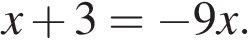 x + 3 = −9x.